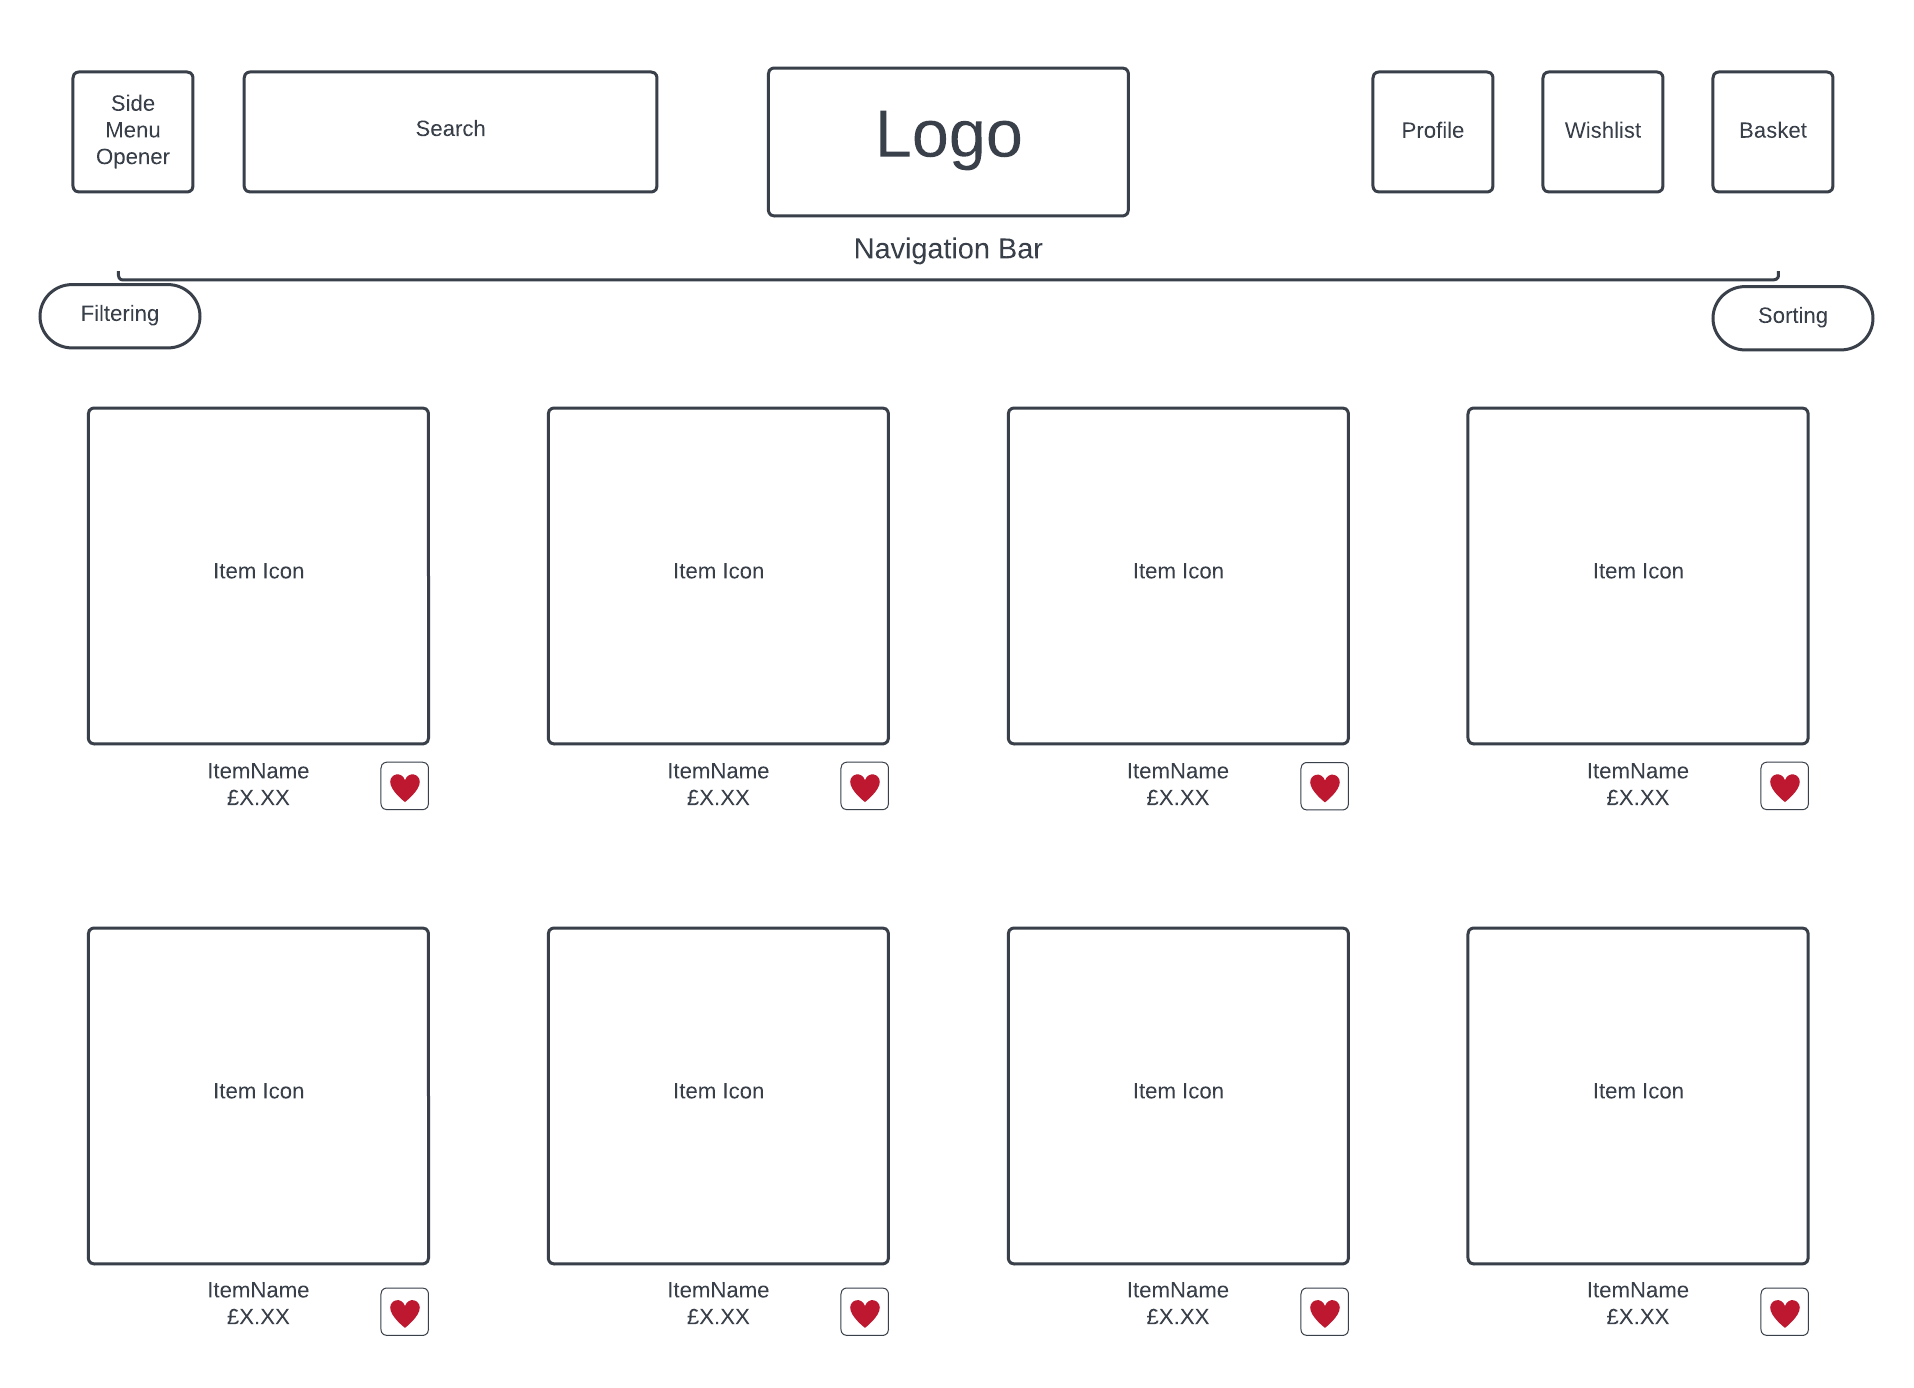 Side
Menu
Opener
Search
Logo
Profile
Wishlist
Basket
Navigation Bar
Filtering
Sorting
Item Icon
Item Icon
Item Icon
Item Icon
ItemName
£X.XX
ItemName
£X.XX
ItemName
£X.XX
ItemName
£X.XX
Item Icon
Item Icon
Item Icon
Item Icon
ItemName
£X.XX
ItemName
£X.XX
ItemName
£X.XX
ItemName
£X.XX